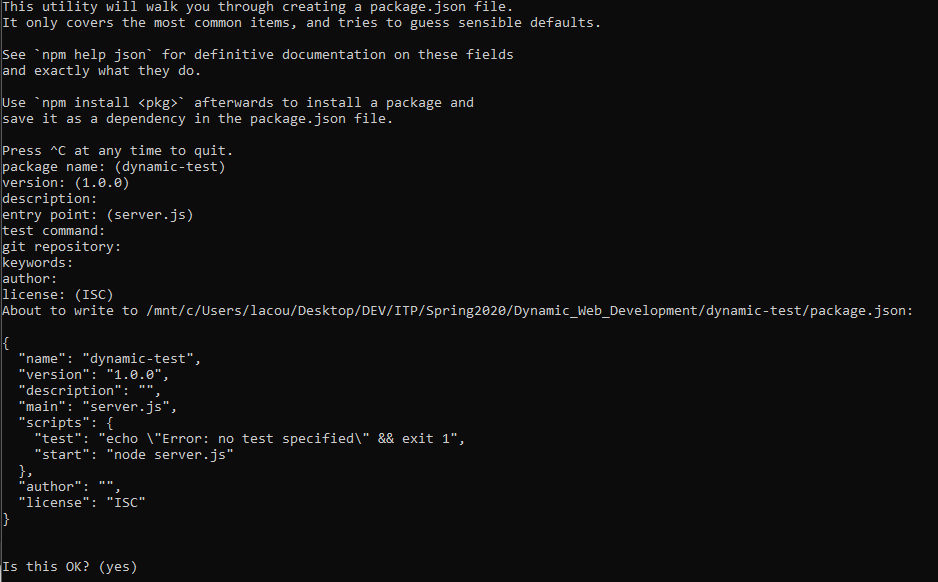 This utility will walk you through creating a package.json file.
It only covers the most common items, and tries to guess sensible defaults.
See `npm help json` for definitive documentation on these fields
and exactly what they do.
Use `npm install <pkg>` afterwards to install a package and
save it as a dependency in the package.json file.
Press ^C at any time to quit.
package name: (dynamic-test)
version: (1.0.0)
description:
entry point: (server.js)
test command:
git repository:
keywords:
author:
license: (ISC)
About to write to /mnt/c/Users/lacou/Desktop/DEV/ITP/Spring2020/Dynamic_Web_Development/dynamic-test/package.json:
{
  "name": "dynamic-test",
  "version": "1.0.0",
  "description": "",
  "main": "server.js",
  "scripts": {
    "test": "echo \"Error: no test specified\" && exit 1",
    "start": "node server.js"
  },
  "author": "",
  "license": "ISC"
}
Is this OK? (yes)